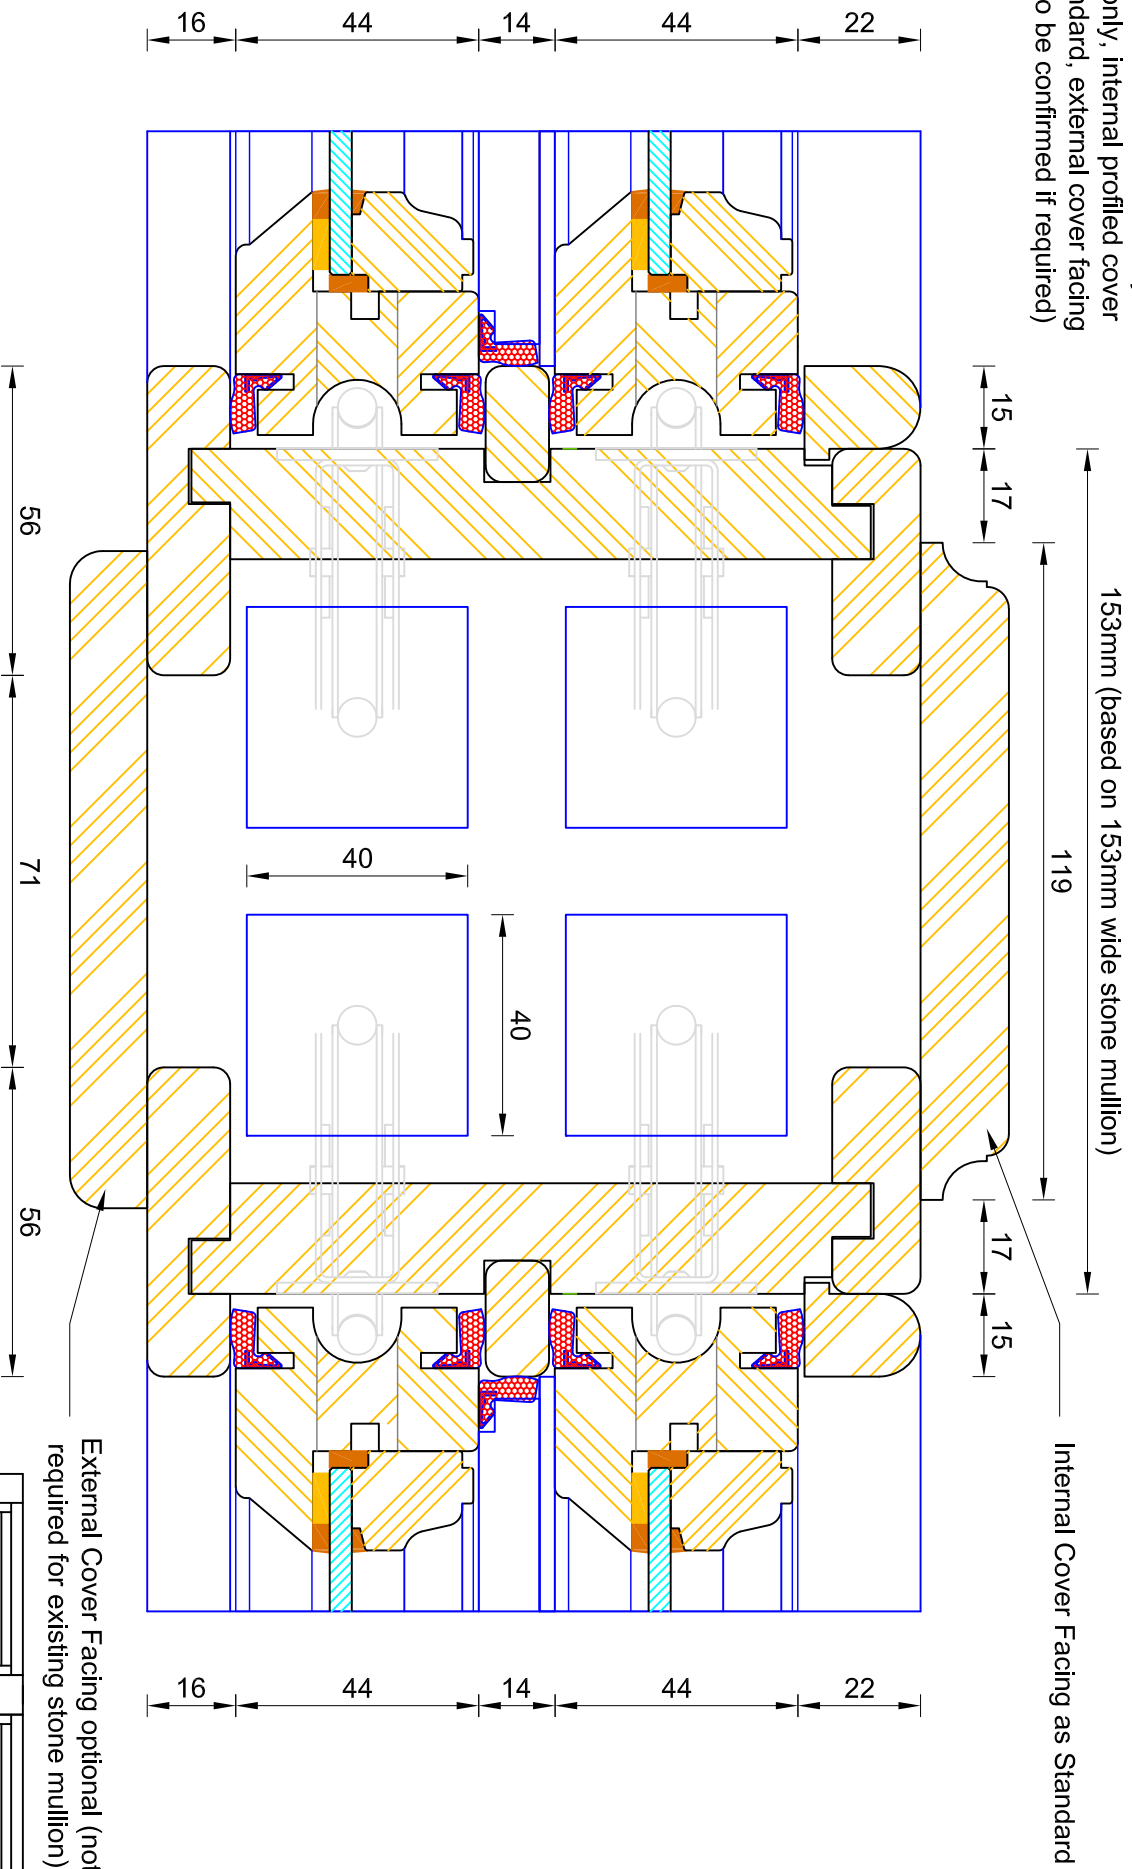 only, internal profiled cover
ndard, external cover facing
o be confirmed if required)
16
44
14
44
22
15
17
153mm (based on 153mm wide stone mullion)
119
17
15
56
71
56
40
40
Internal Cover Facing as Standard
External Cover Facing optional (not
required for existing stone mullion)
16
44
14
44
22